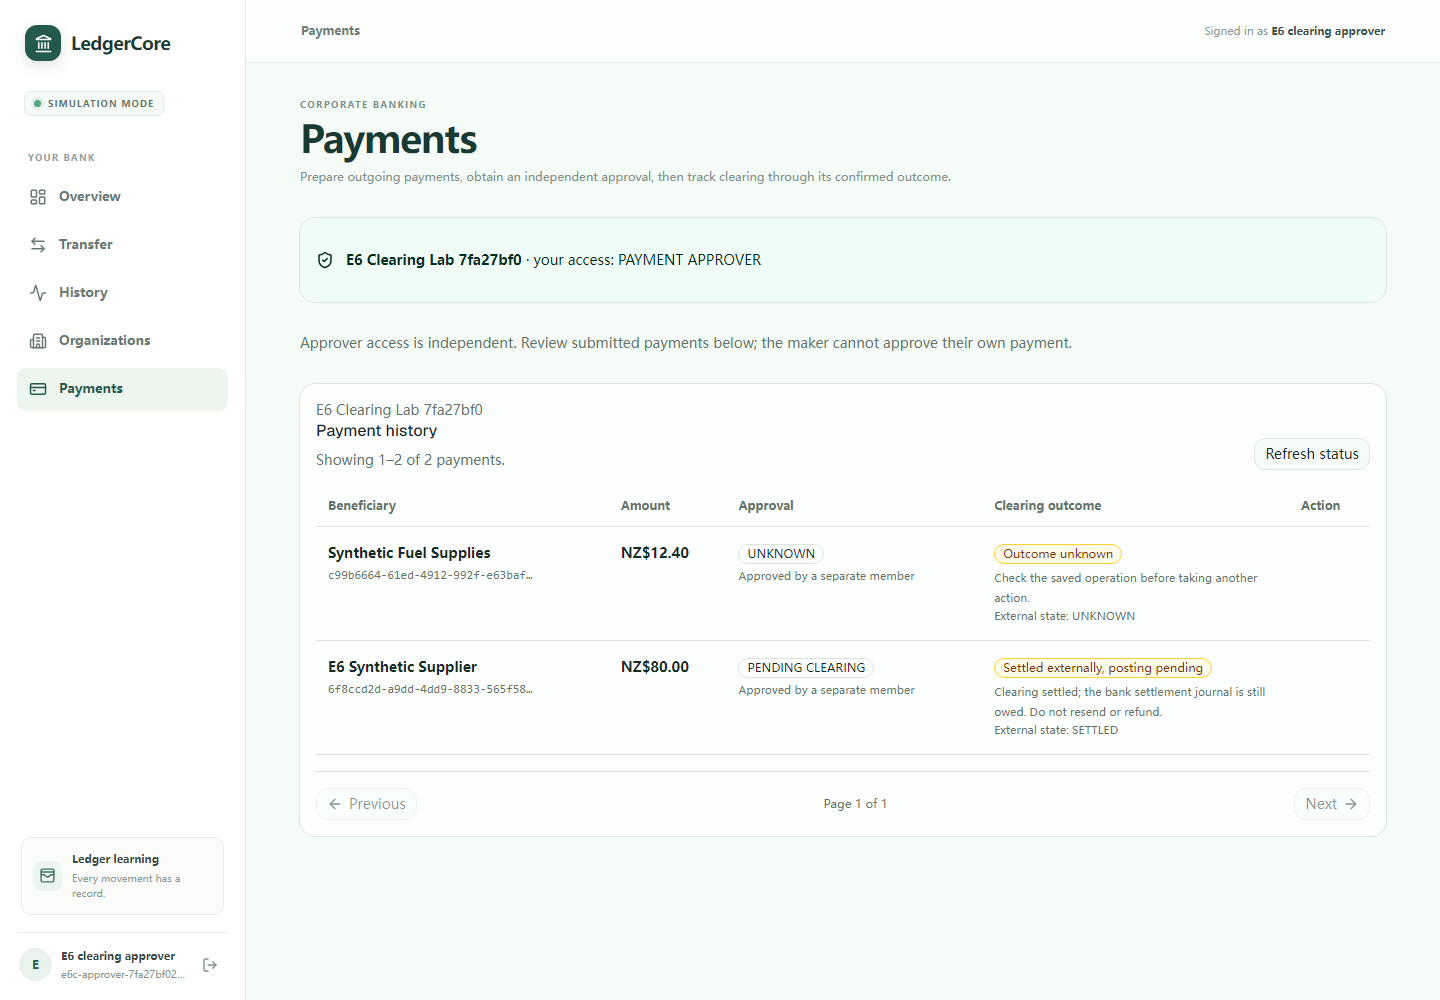 LedgerCore
SIMULATION MODE
YOUR BANK
Overview
Transfer
History
Organizations
Payments
Ledger learning
Every movement has a
record.
E
E6 clearing approver
e6c-approver-7fa27bf02...
Payments
Signed in as E6 clearing approver
CORPORATE BANKING
Payments
Prepare outgoing payments, obtain an independent approval, then track clearing through its confirmed outcome.
E6 Clearing Lab 7fa27bf0 · your access: PAYMENT APPROVER
Approver access is independent. Review submitted payments below; the maker cannot approve their own payment.
E6 Clearing Lab 7fa27bf0
Payment history
Showing 1–2 of 2 payments.
Refresh status
Beneficiary Amount Approval Clearing outcome Action
Synthetic Fuel Supplies NZ$12.40 UNKNOWN Outcome unknown
c99b6664-61ed-4912-992f-e63baf… Approved by a separate member Check the saved operation before taking another
action.
External state: UNKNOWN
E6 Synthetic Supplier NZ$80.00 PENDING CLEARING Settled externally, posting pending
6f8ccd2d-a9dd-4dd9-8833-565f58… Approved by a separate member Clearing settled; the bank settlement journal is still
owed. Do not resend or refund.
External state: SETTLED
Previous Page 1 of 1 Next